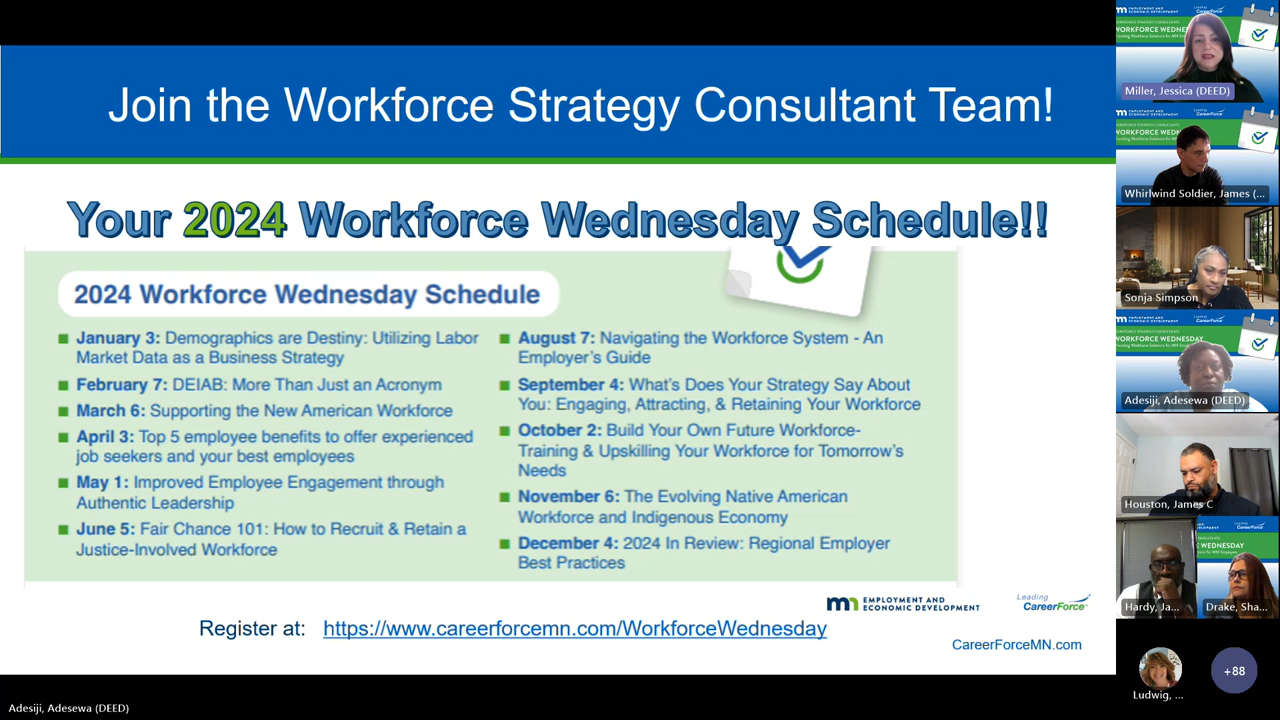 Join the Workforce Strategy Consultant Team!
Your 2024 Workforce Wednesday Schedule!!
2024 Workforce Wednesday Schedule
January 3: Demographics are Destiny: Utilizing Labor
Market Data as a Business Strategy
February 7: DEIAB: More Than Just an Acronym
March 6: Supporting the New American Workforce
April 3: Top 5 employee benefits to offer experienced
job seekers and your best employees
May 1: Improved Employee Engagement through
Authentic Leadership
June 5: Fair Chance 101: How to Recruit & Retain a
Justice-Involved Workforce
August 7: Navigating the Workforce System - An
Employer's Guide
September 4: What's Does Your Strategy Say About
You: Engaging, Attracting, & Retaining Your Workforce
October 2: Build Your Own Future Workforce-
Training & Upskilling Your Workforce for Tomorrow's
Needs
November 6: The Evolving Native American
Workforce and Indigenous Economy
December 4: 2024 In Review: Regional Employer
Best Practices
mn EMPLOYMENT AND
ECONOMIC DEVELOPMENT
Leading
CareerForce
Register at: https://www.careerforcemn.com/WorkforceWednesday
CareerForceMN.com
Adesiji, Adesewa (DEED)
Miller, Jessica (DEED)
Whirlwind Soldier, James (...
Sonja Simpson
Adesiji, Adesewa (DEED)
Houston, James C
Hardy, Ja...
Drake, Sha...
Ludwig, ...
+88